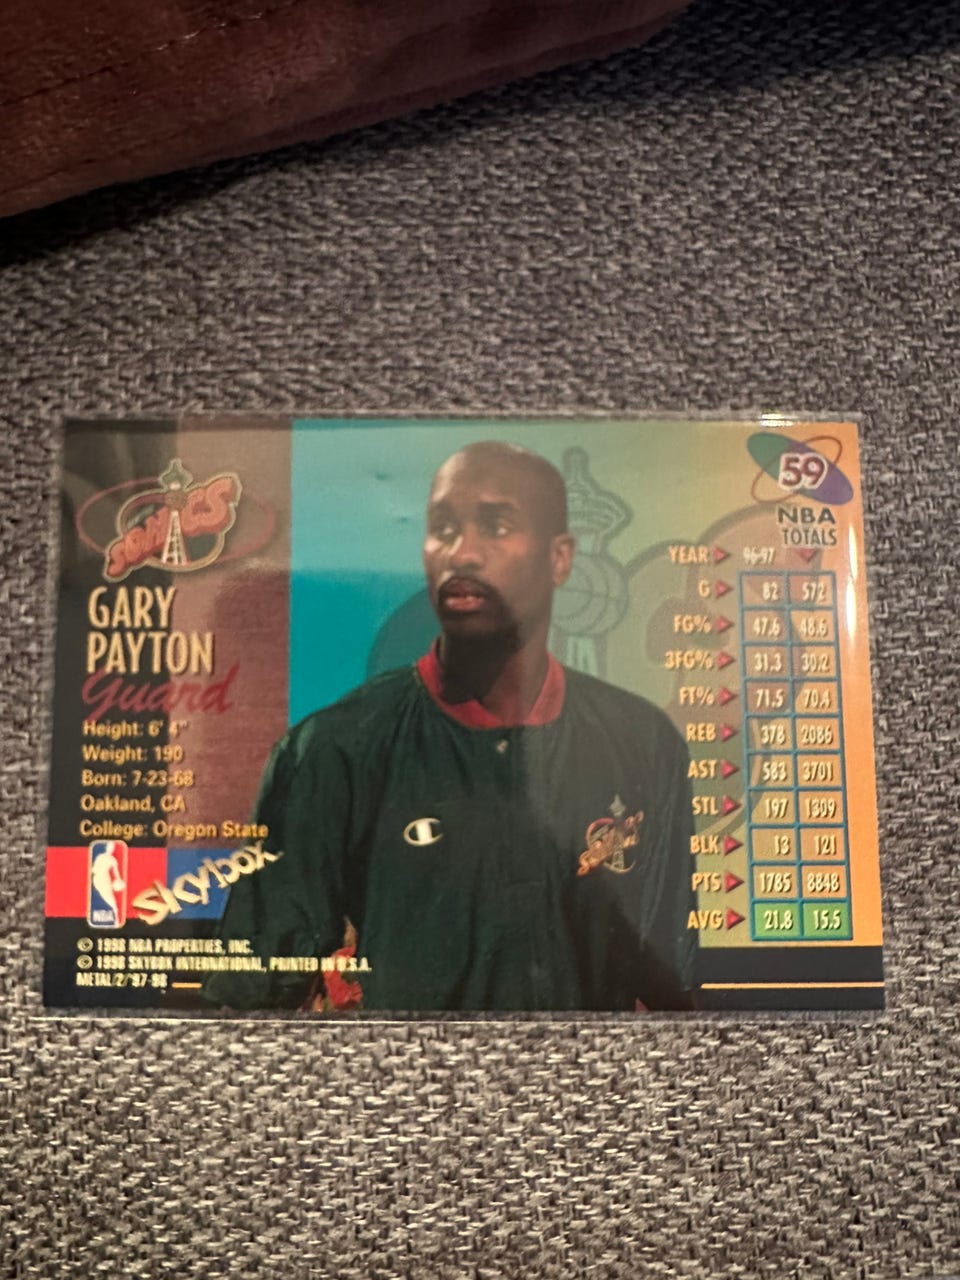 SONICS
GARY
PAYTON
Guard
Height: 6' 4"
Weight: 190
Born: 7-23-68
Oakland, CA
College: Oregon State
NBA
SkyBox
© 1998 NBA PROPERTIES, INC.
© 1998 SKYBOX INTERNATIONAL, PRINTED IN U.S.A.
METAL/2/'97-98
C
SONICS
59
NBA
TOTALS
YEAR 96-97
G 82 572
FG% 47.6 48.6
3FG% 31.3 30.2
FT% 71.5 70.4
REB 378 2086
AST 583 3701
STL 197 1309
BLK 13 121
PTS 1785 8848
AVG 21.8 15.5